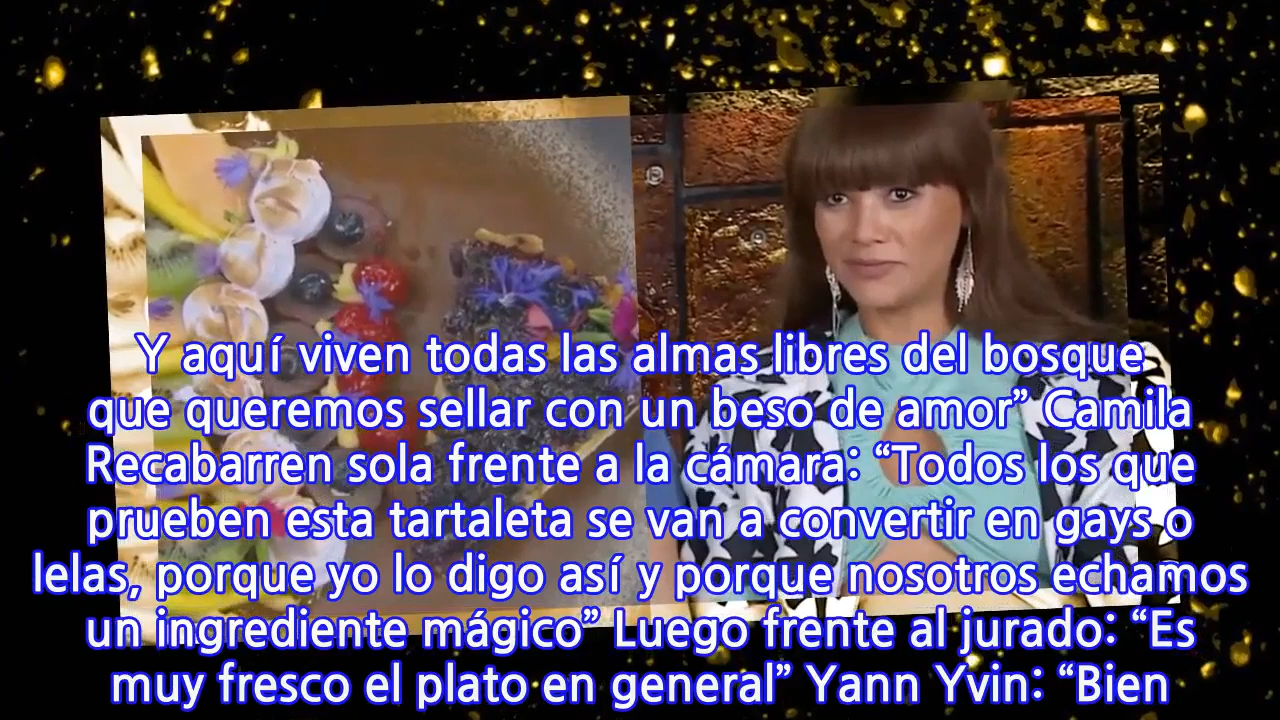 Y aquí viven todas las almas libres del bosque
que queremos sellar con un beso de amor” Camila
Recabarren sola frente a la cámara: “Todos los que
prueben esta tartaleta se van a convertir en gays o
lelas, porque yo lo digo así y porque nosotros echamos
un ingrediente mágico” Luego frente al jurado: “Es
muy fresco el plato en general” Yann Yvin: “Bien